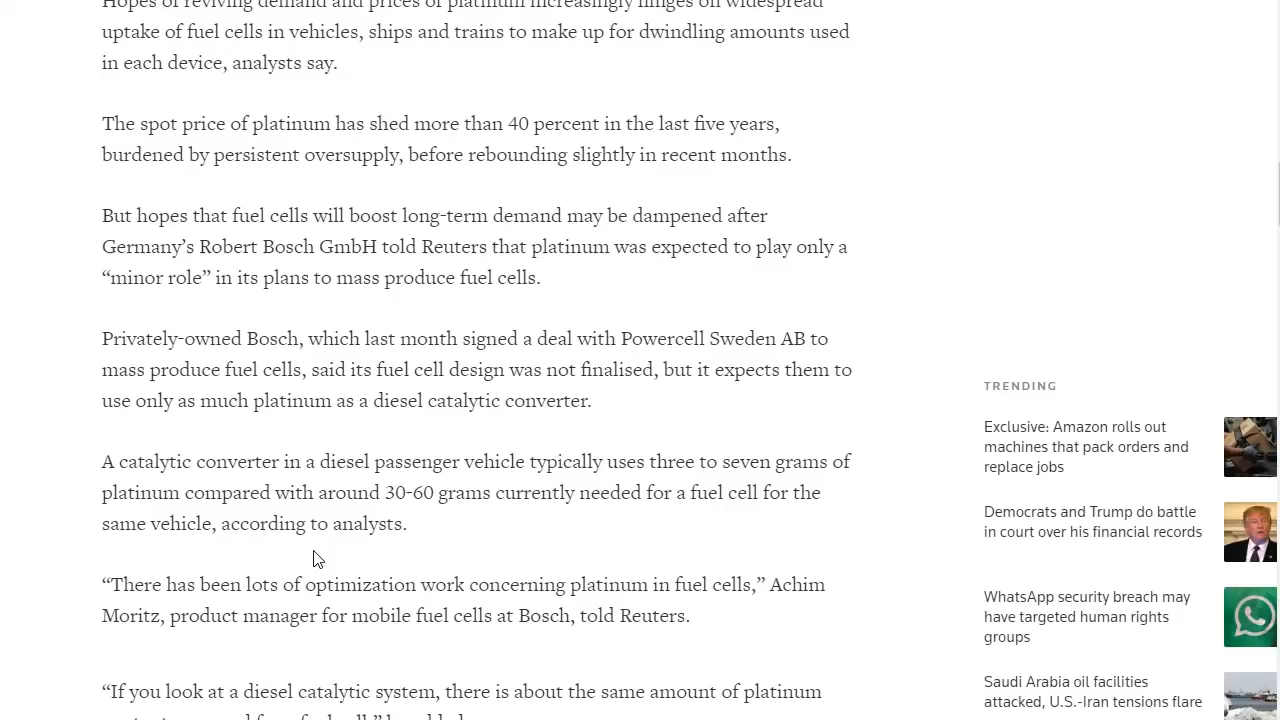 Hopes of reviving demand and prices of platinum increasingly hinges on widespread
uptake of fuel cells in vehicles, ships and trains to make up for dwindling amounts used
in each device, analysts say.
The spot price of platinum has shed more than 40 percent in the last five years,
burdened by persistent oversupply, before rebounding slightly in recent months.
But hopes that fuel cells will boost long-term demand may be dampened after
Germany’s Robert Bosch GmbH told Reuters that platinum was expected to play only a
“minor role” in its plans to mass produce fuel cells.
Privately-owned Bosch, which last month signed a deal with Powercell Sweden AB to
mass produce fuel cells, said its fuel cell design was not finalised, but it expects them to
use only as much platinum as a diesel catalytic converter.
A catalytic converter in a diesel passenger vehicle typically uses three to seven grams of
platinum compared with around 30-60 grams currently needed for a fuel cell for the
same vehicle, according to analysts.
“There has been lots of optimization work concerning platinum in fuel cells,” Achim
Moritz, product manager for mobile fuel cells at Bosch, told Reuters.
“If you look at a diesel catalytic system, there is about the same amount of platinum
TRENDING
Exclusive: Amazon rolls out
machines that pack orders and
replace jobs
Democrats and Trump do battle
in court over his financial records
WhatsApp security breach may
have targeted human rights
groups
Saudi Arabia oil facilities
attacked, U.S.-Iran tensions flare